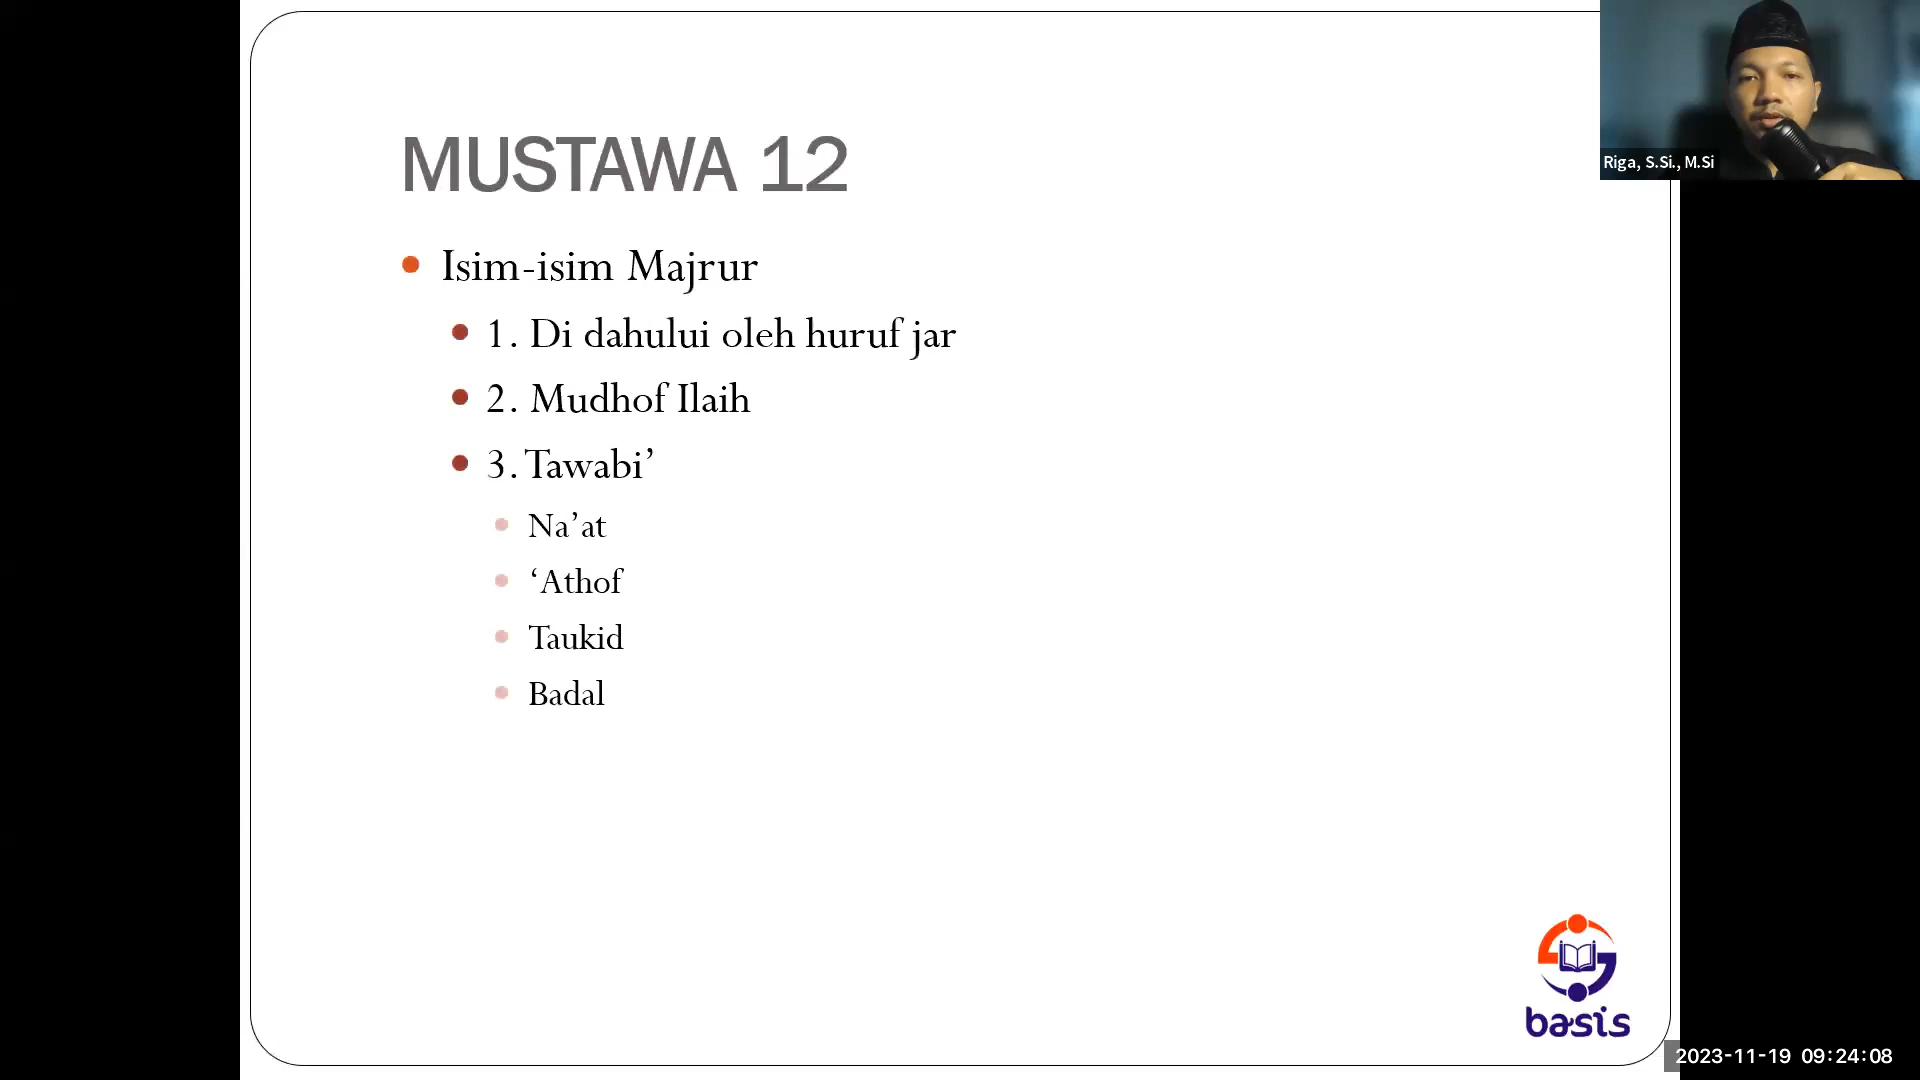 MUSTAWA 12
Isim-isim Majrur
1. Di dahului oleh huruf jar
2. Mudhof Ilaih
3. Tawabi’
Na’at
‘Athof
Taukid
Badal
Riga, S.Si., M.Si
basis
2023-11-19 09:24:08